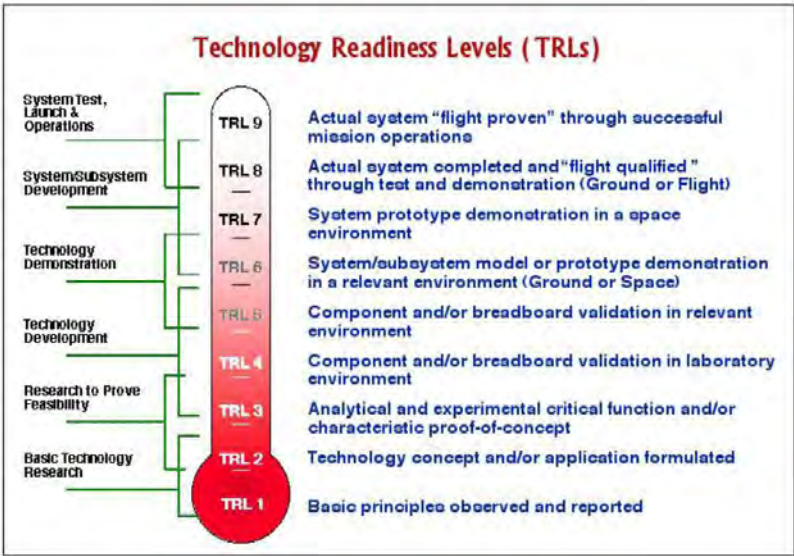 Technology Readiness Levels (TRLs)
System Test,
Launch &
Operations
System/Subsystem
Development
Technology
Demonstration
Technology
Development
Research to Prove
Feasibility
Basic Technology
Research
TRL 9
Actual system “flight proven” through successful
mission operations
TRL 8
Actual system completed and “flight qualified”
through test and demonstration (Ground or Flight)
TRL 7
System prototype demonstration in a space
environment
TRL 6
System/subsystem model or prototype demonstration
in a relevant environment (Ground or Space)
TRL 5
Component and/or breadboard validation in relevant
environment
TRL 4
Component and/or breadboard validation in laboratory
environment
TRL 3
Analytical and experimental critical function and/or
characteristic proof-of-concept
TRL 2
Technology concept and/or application formulated
TRL 1
Basic principles observed and reported